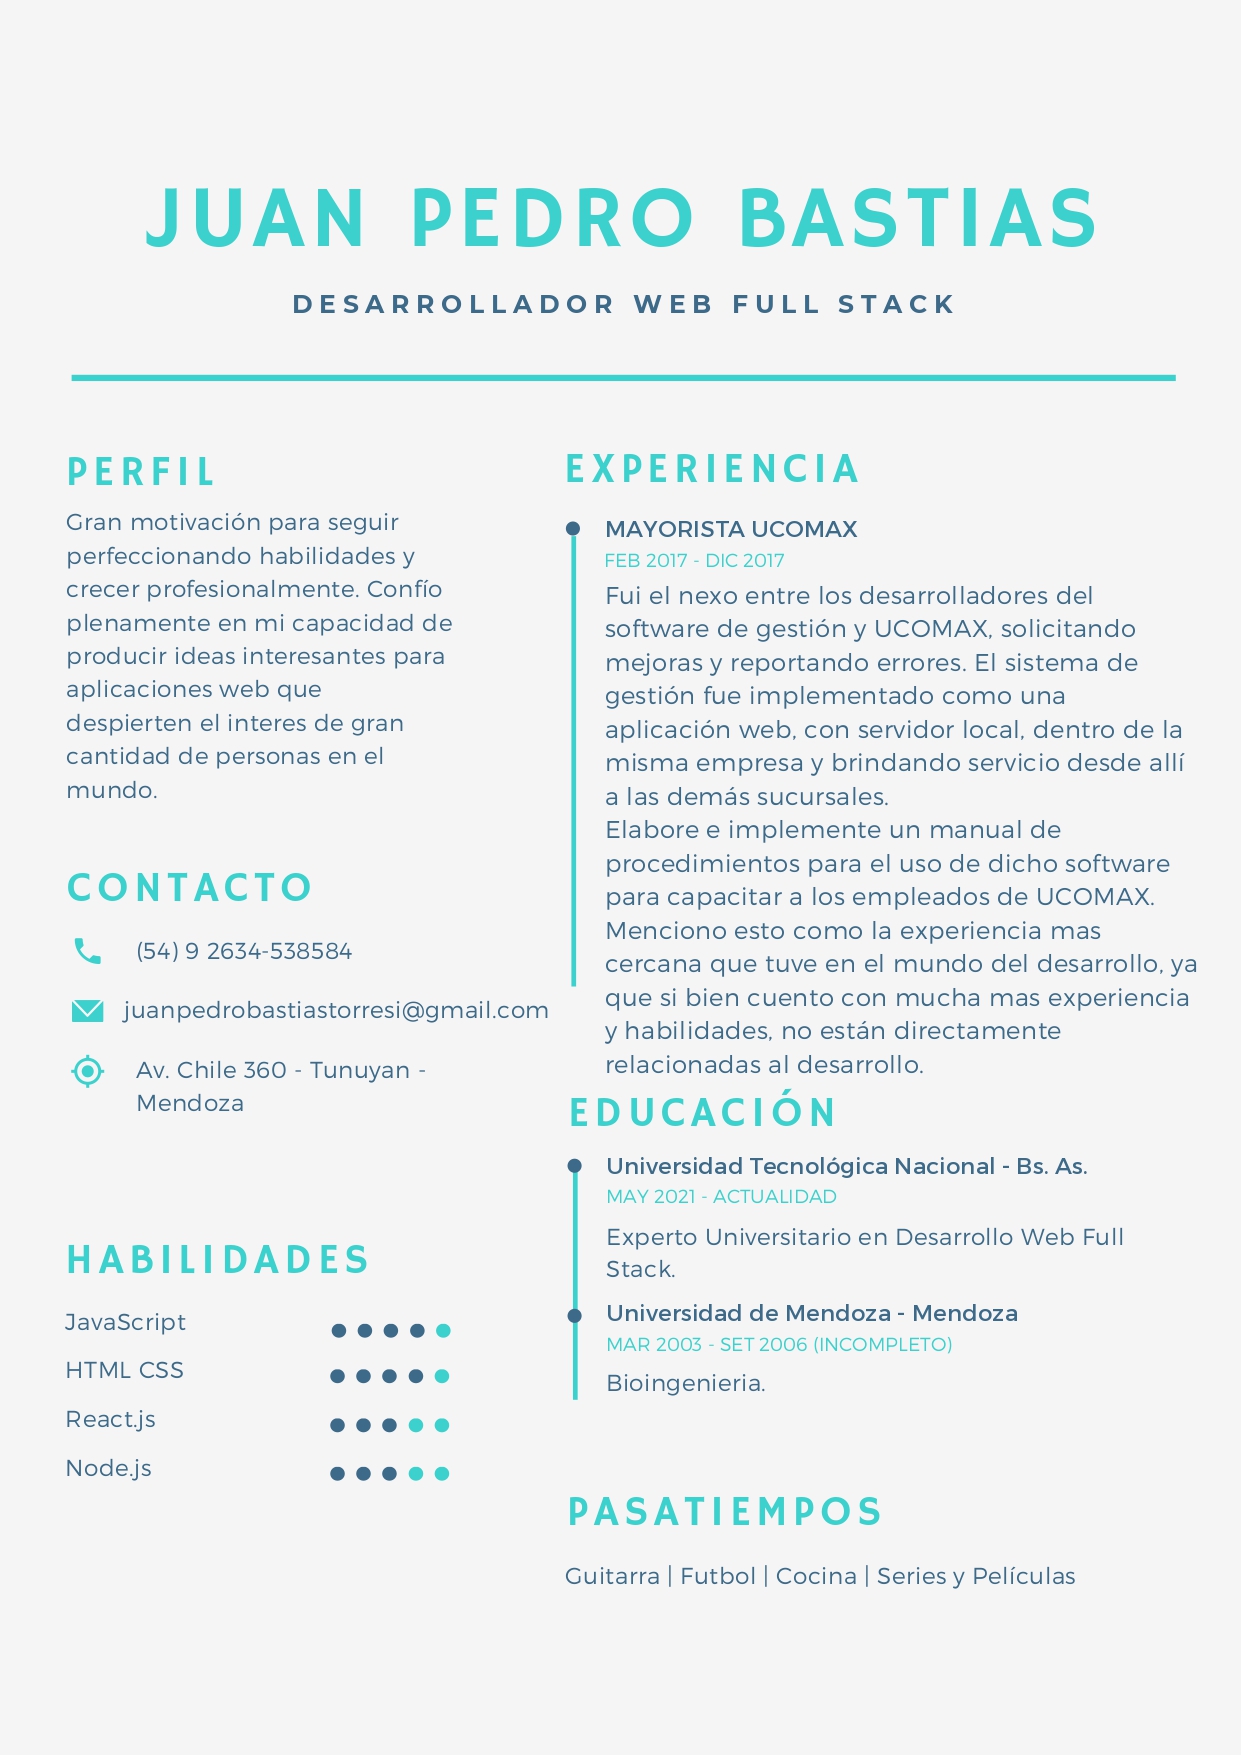 JUAN PEDRO BASTIAS
DESARROLLADOR WEB FULL STACK
PERFIL
Gran motivación para seguir
perfeccionando habilidades y
crecer profesionalmente. Confío
plenamente en mi capacidad de
producir ideas interesantes para
aplicaciones web que
despierten el interes de gran
cantidad de personas en el
mundo.
CONTACTO
(54) 9 2634-538584
juanpedrobastiastorresi@gmail.com
Av. Chile 360 - Tunuyan -
Mendoza
HABILIDADES
JavaScript
HTML CSS
React.js
Node.js
EXPERIENCIA
MAYORISTA UCOMAX
FEB 2017 - DIC 2017
Fui el nexo entre los desarrolladores del
software de gestión y UCOMAX, solicitando
mejoras y reportando errores. El sistema de
gestión fue implementado como una
aplicación web, con servidor local, dentro de la
misma empresa y brindando servicio desde allí
a las demás sucursales.
Elabore e implemente un manual de
procedimientos para el uso de dicho software
para capacitar a los empleados de UCOMAX.
Menciono esto como la experiencia mas
cercana que tuve en el mundo del desarrollo, ya
que si bien cuento con mucha mas experiencia
y habilidades, no están directamente
relacionadas al desarrollo.
EDUCACIÓN
Universidad Tecnológica Nacional - Bs. As.
MAY 2021 - ACTUALIDAD
Experto Universitario en Desarrollo Web Full
Stack.
Universidad de Mendoza - Mendoza
MAR 2003 - SET 2006 (INCOMPLETO)
Bioingenieria.
PASATIEMPOS
Guitarra | Futbol | Cocina | Series y Películas